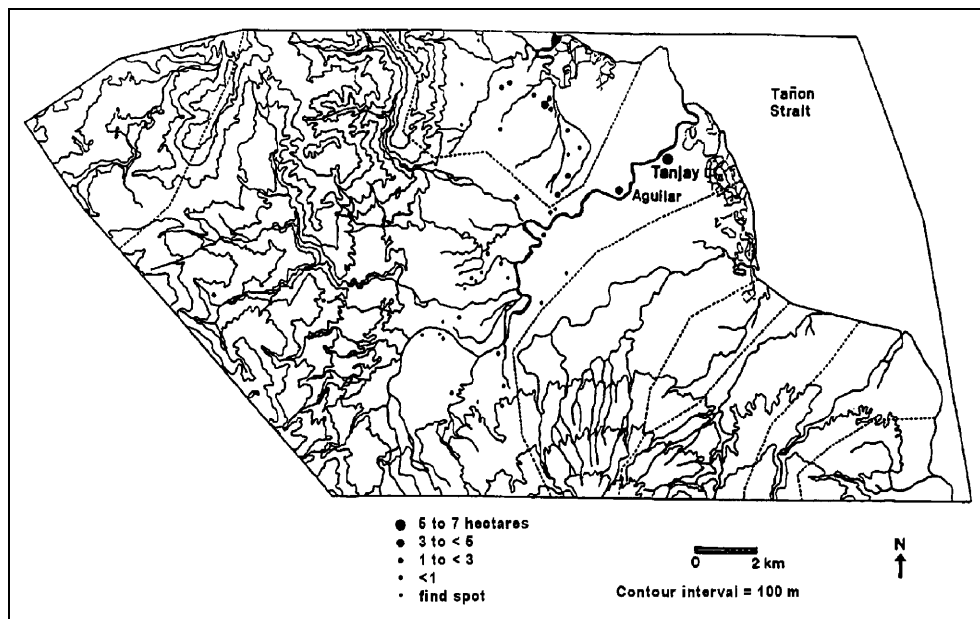 Tañon
Strait
Tanjay
Aguilar
5 to 7 hectares
3 to < 5
1 to < 3
<1
find spot
0 2 km
Contour interval = 100 m
N